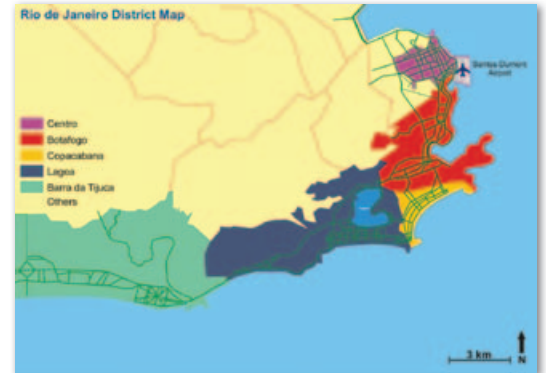 Rio de Janeiro District Map
Santos Dumont
Airport
Centro
Botafogo
Copacabana
Lagoa
Barra da Tijuca
Others
3 km
N